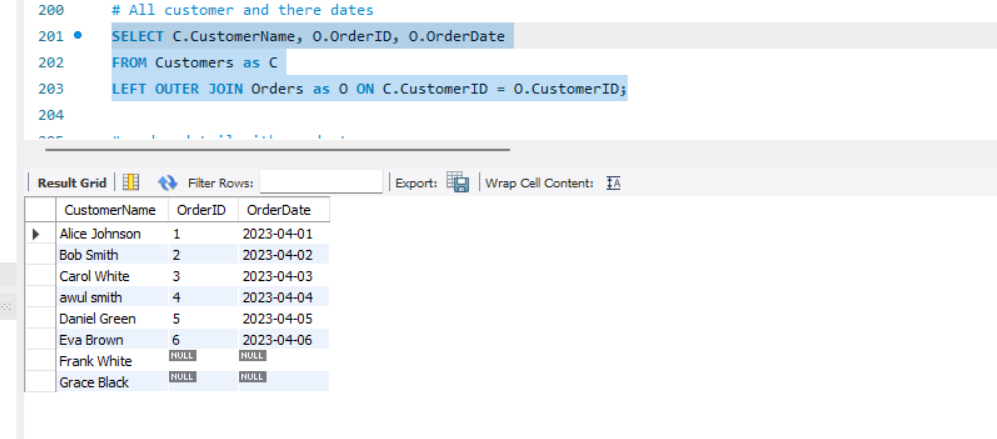 200 # All customer and there dates
201 SELECT C.CustomerName, O.OrderID, O.OrderDate
202 FROM Customers as C
203 LEFT OUTER JOIN Orders as O ON C.CustomerID = O.CustomerID;
204
Result Grid Filter Rows: Export: Wrap Cell Content: IA
CustomerName OrderID OrderDate
Alice Johnson 1 2023-04-01
Bob Smith 2 2023-04-02
Carol White 3 2023-04-03
awul smith 4 2023-04-04
Daniel Green 5 2023-04-05
Eva Brown 6 2023-04-06
Frank White NULL NULL
Grace Black NULL NULL